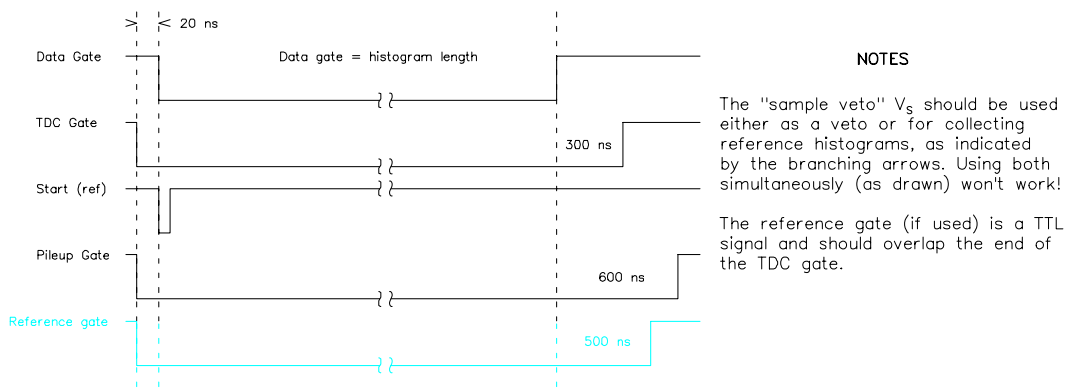 > < 20 ns
Data Gate
Data gate = histogram length
TDC Gate
300 ns
Start (ref)
Pileup Gate
600 ns
Reference gate
500 ns
NOTES
The "sample veto" Vs should be used
either as a veto or for collecting
reference histograms, as indicated
by the branching arrows. Using both
simultaneously (as drawn) won't work!
The reference gate (if used) is a TTL
signal and should overlap the end of
the TDC gate.